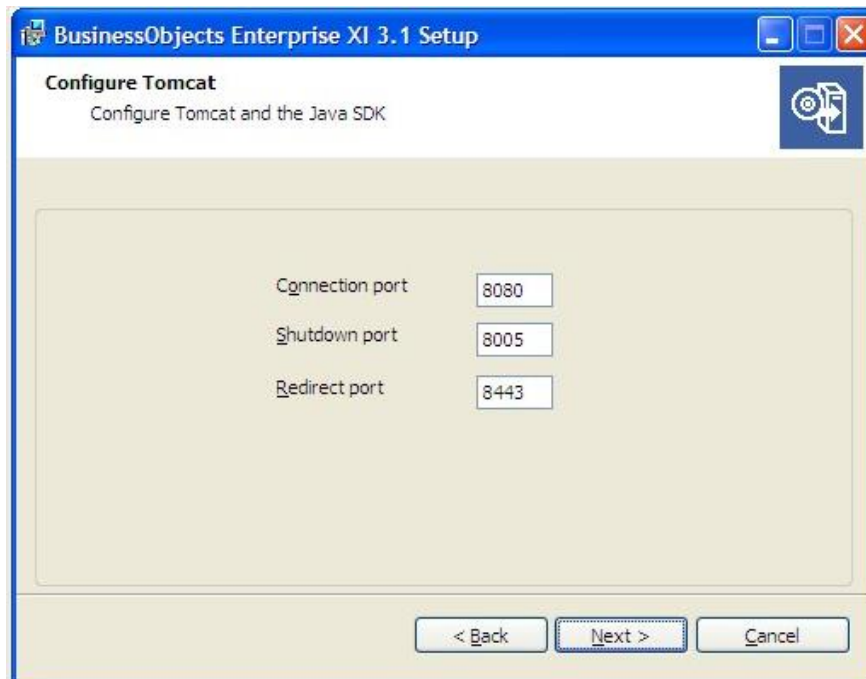 BusinessObjects Enterprise XI 3.1 Setup
Configure Tomcat
Configure Tomcat and the Java SDK
Connection port 8080
Shutdown port 8005
Redirect port 8443
< Back Next > Cancel